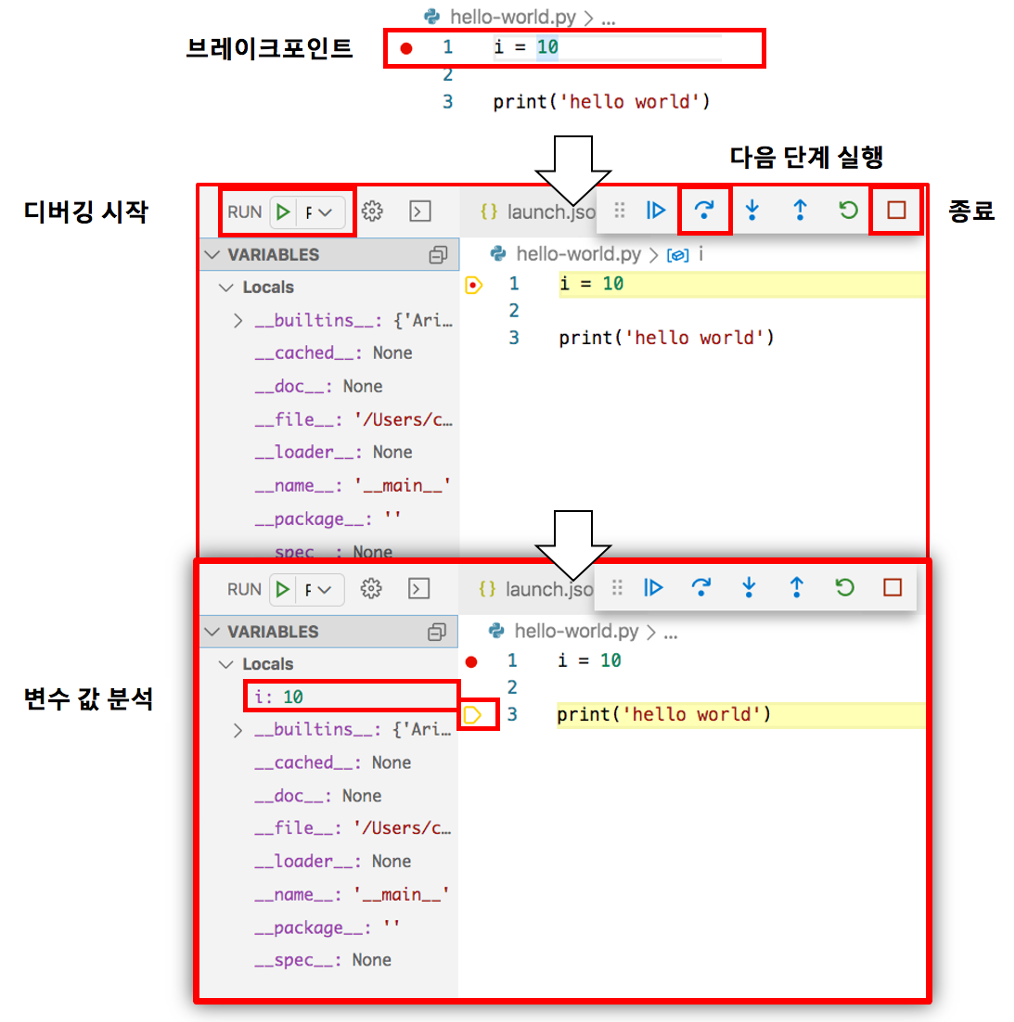 hello-world.py > ...
브레이크포인트
1 i = 10
2
3 print('hello world')
다음 단계 실행
디버깅 시작
RUN F
{} launch.jso
종료
VARIABLES
hello-world.py > i
Locals
1 i = 10
2
3 print('hello world')
__builtins__: {'Ari…
__cached__: None
__doc__: None
__file__: '/Users/c…
__loader__: None
__name__: '__main__'
__package__: ''
__spec__: None
RUN F
{} launch.jso
VARIABLES
hello-world.py > ...
Locals
1 i = 10
2
3 print('hello world')
변수 값 분석
i: 10
__builtins__: {'Ari…
__cached__: None
__doc__: None
__file__: '/Users/c…
__loader__: None
__name__: '__main__'
__package__: ''
__spec__: None